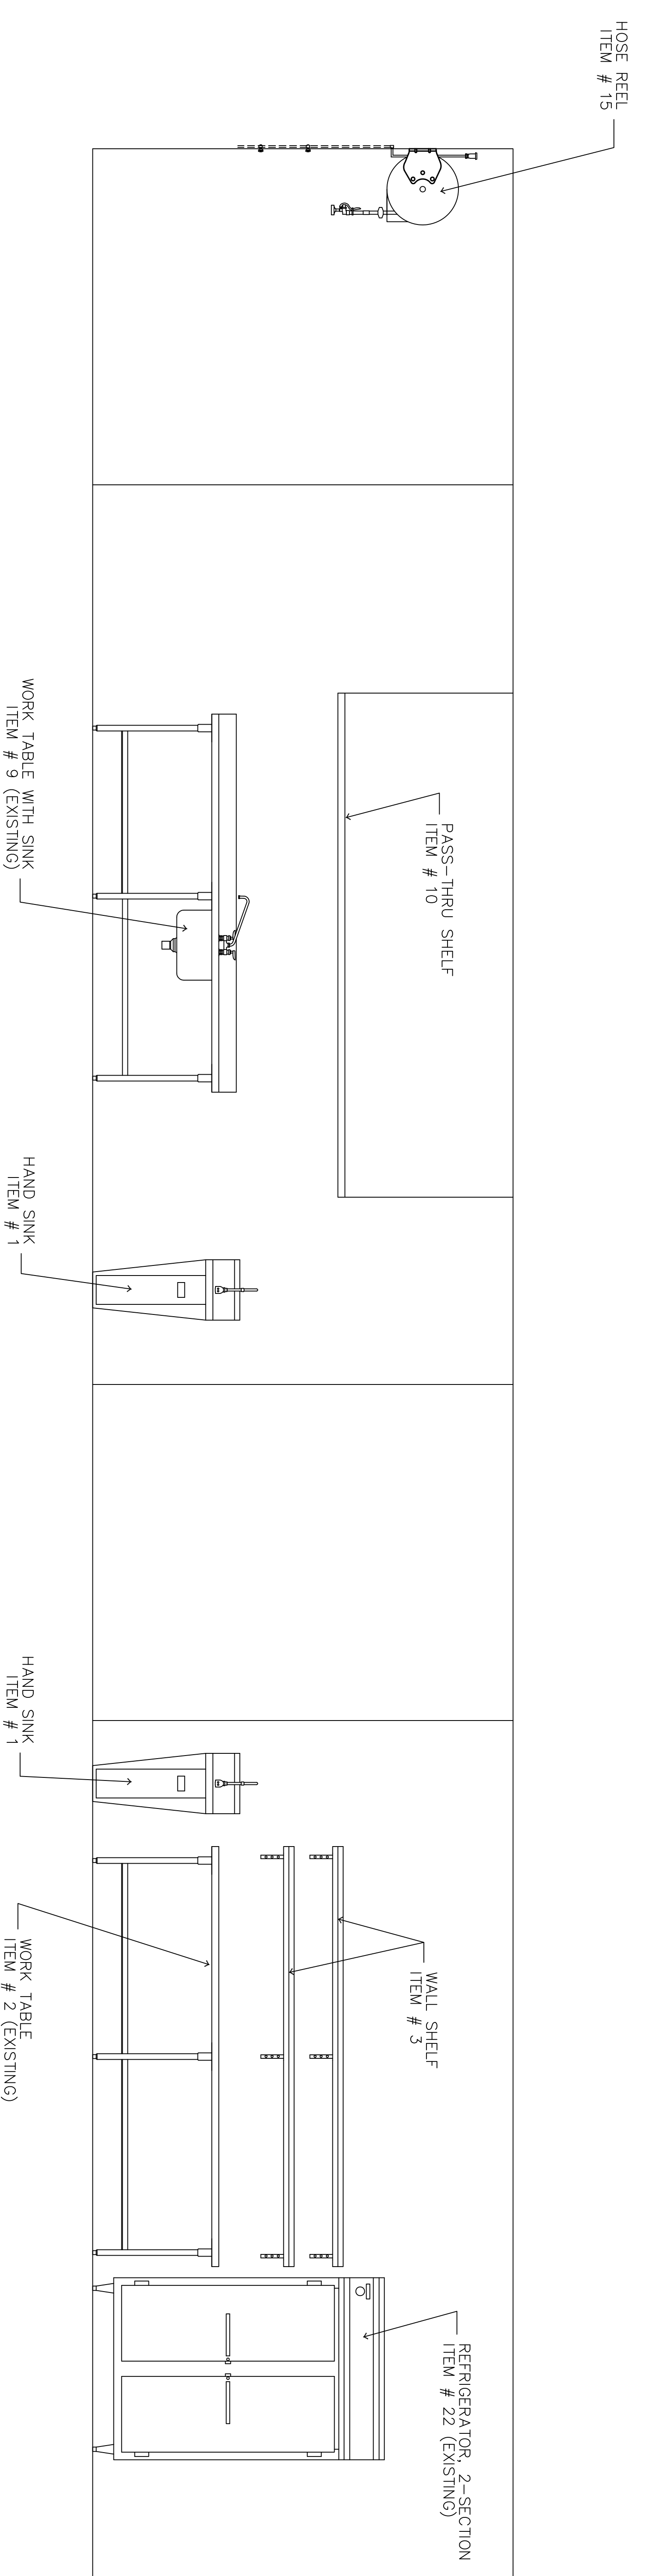 HOSE REEL
ITEM # 15
PASS-THRU SHELF
ITEM # 10
WORK TABLE WITH SINK
ITEM # 9 (EXISTING)
HAND SINK
ITEM # 1
HAND SINK
ITEM # 1
WALL SHELF
ITEM # 3
WORK TABLE
ITEM # 2 (EXISTING)
REFRIGERATOR, 2-SECTION
ITEM # 22 (EXISTING)